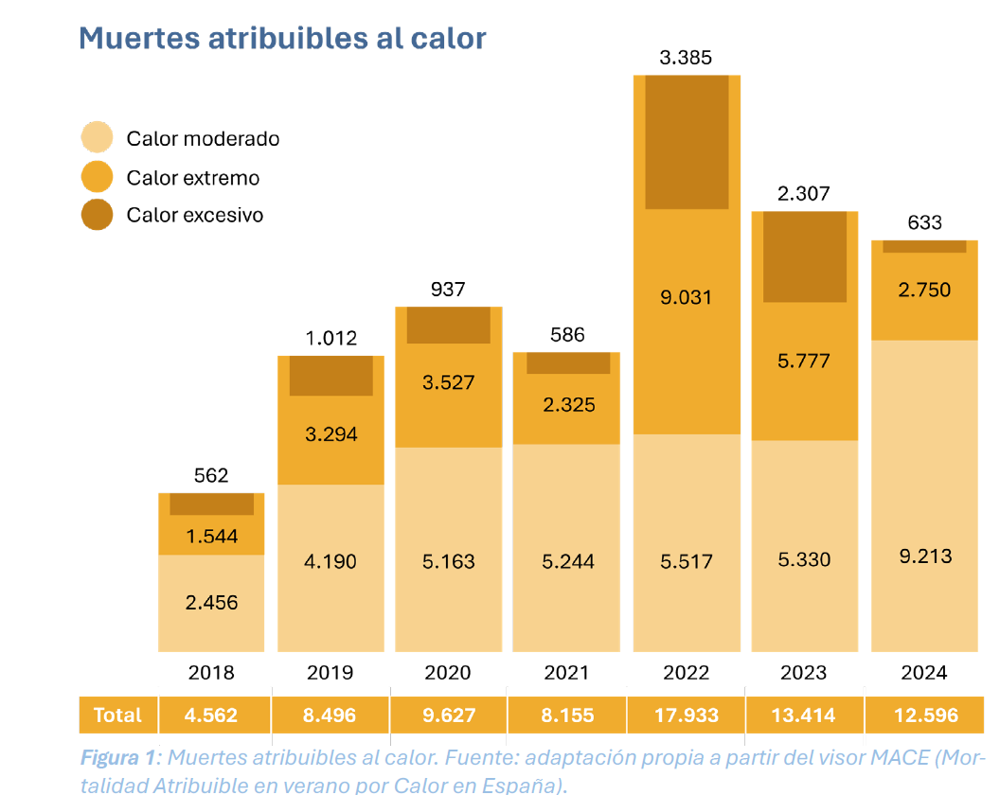 Muertes atribuibles al calor
Calor moderado
Calor extremo
Calor excesivo
562
1.544
2.456
1.012
3.294
4.190
937
3.527
5.163
586
2.325
5.244
3.385
9.031
5.517
2.307
5.777
5.330
633
2.750
9.213
2018 2019 2020 2021 2022 2023 2024
Total 4.562 8.496 9.627 8.155 17.933 13.414 12.596
Figura 1: Muertes atribuibles al calor. Fuente: adaptación propia a partir del visor MACE (Mor-
talidad Atribuible en verano por Calor en España).